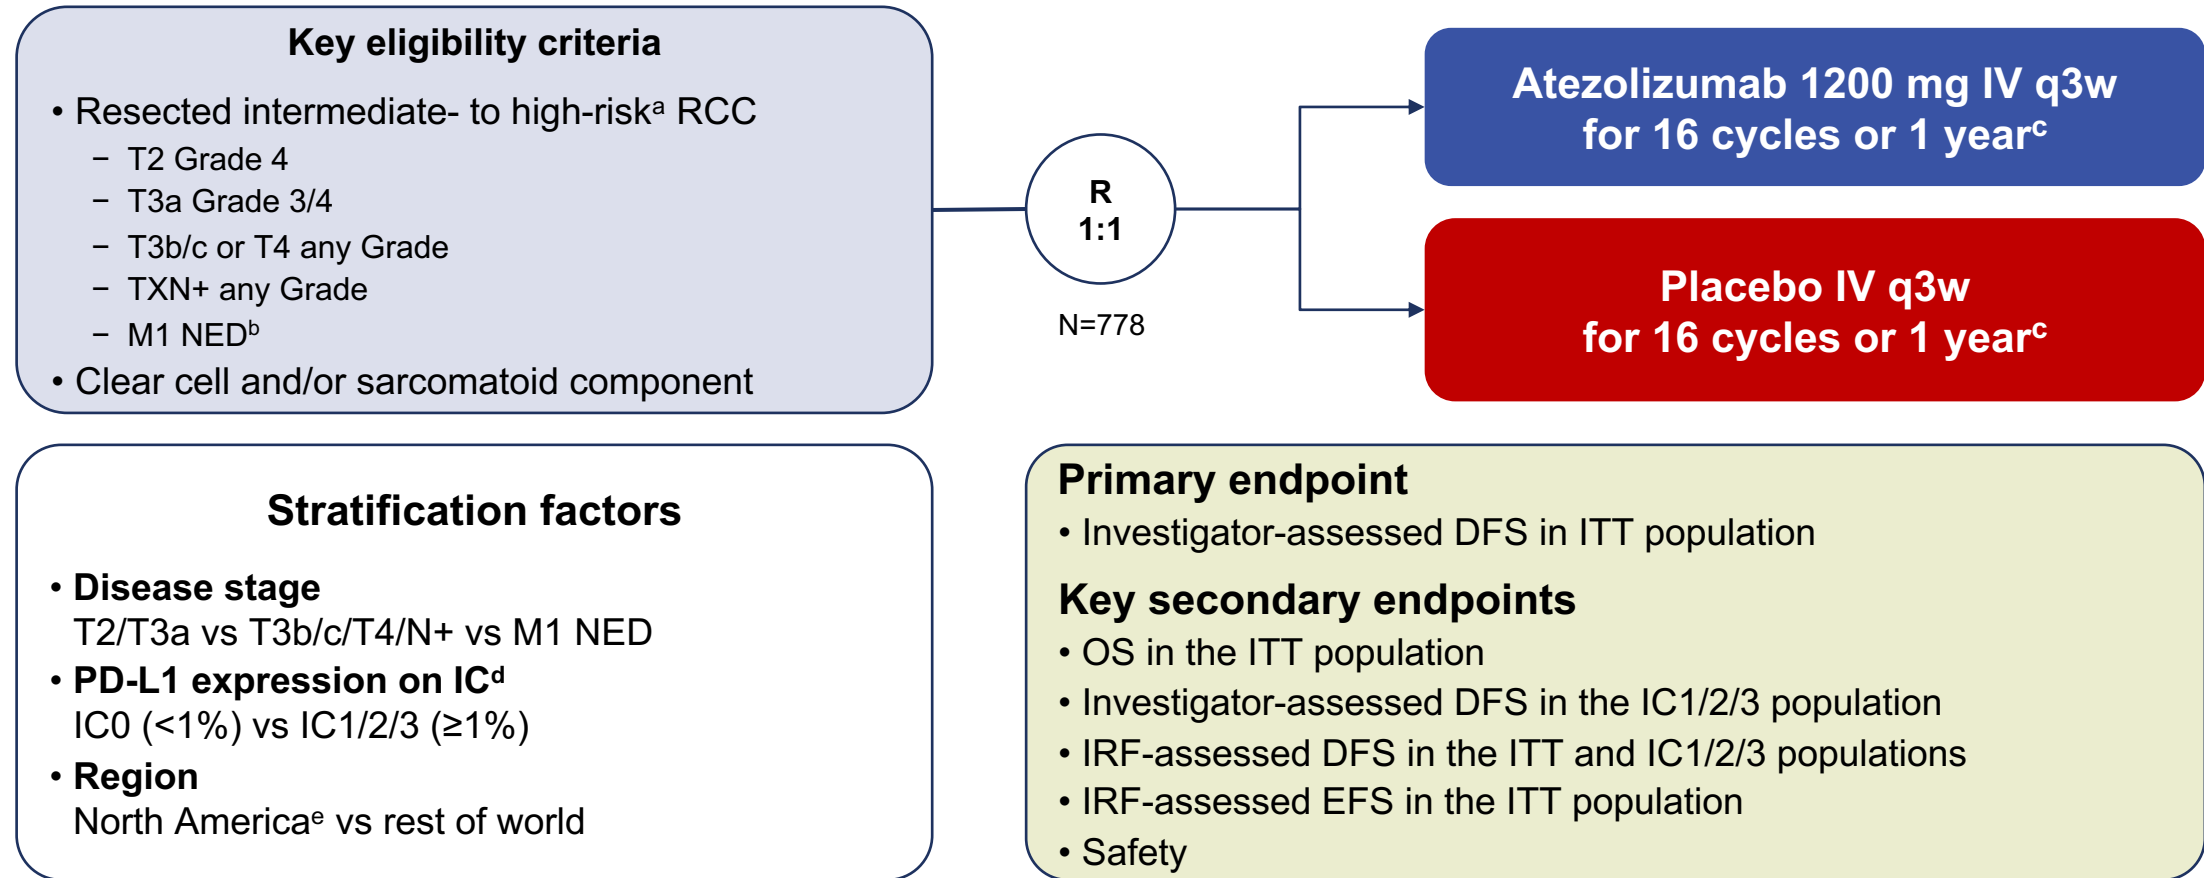 Key eligibility criteria
• Resected intermediate- to high-riskᵃ RCC
− T2 Grade 4
− T3a Grade 3/4
− T3b/c or T4 any Grade
− TXN+ any Grade
− M1 NEDᵇ
• Clear cell and/or sarcomatoid component
R
1:1
N=778
Atezolizumab 1200 mg IV q3w
for 16 cycles or 1 yearᶜ
Placebo IV q3w
for 16 cycles or 1 yearᶜ
Stratification factors
• Disease stage
T2/T3a vs T3b/c/T4/N+ vs M1 NED
• PD-L1 expression on ICᵈ
IC0 (<1%) vs IC1/2/3 (≥1%)
• Region
North Americaᵉ vs rest of world
Primary endpoint
• Investigator-assessed DFS in ITT population
Key secondary endpoints
• OS in the ITT population
• Investigator-assessed DFS in the IC1/2/3 population
• IRF-assessed DFS in the ITT and IC1/2/3 populations
• IRF-assessed EFS in the ITT population
• Safety